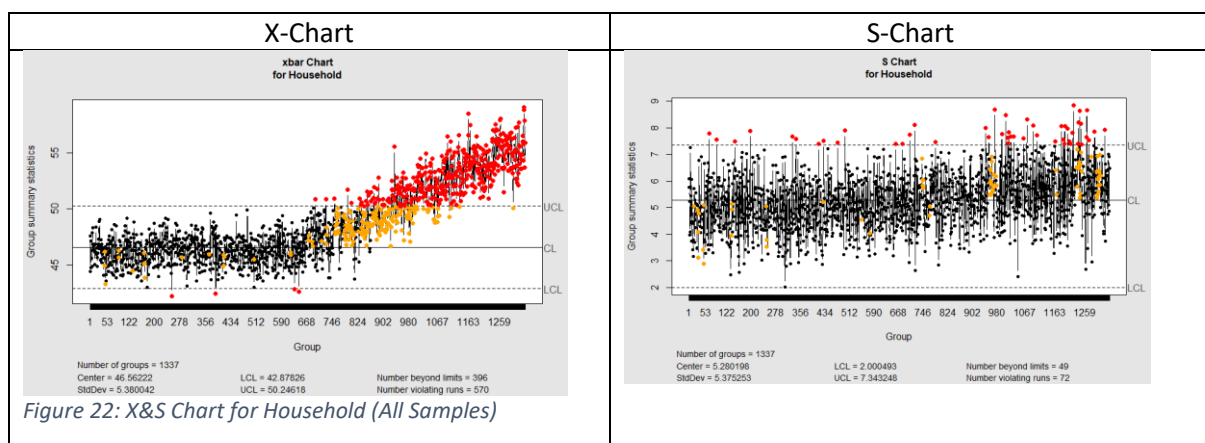 X-Chart
S-Chart
xbar Chart
for Household
Group summary statistics
55
50
45
UCL
CL
LCL
1 53 122 200 278 356 434 512 590 668 746 824 902 980 1067 1163 1259
Group
Number of groups = 1337
Center = 46.56222
StdDev = 5.380042
LCL = 42.87826
UCL = 50.24618
Number beyond limits = 396
Number violating runs = 570
S Chart
for Household
Group summary statistics
9
8
7
6
5
4
3
2
UCL
CL
LCL
1 53 122 200 278 356 434 512 590 668 746 824 902 980 1067 1163 1259
Group
Number of groups = 1337
Center = 5.280198
StdDev = 5.375253
LCL = 2.000493
UCL = 7.343248
Number beyond limits = 49
Number violating runs = 72
Figure 22: X&S Chart for Household (All Samples)